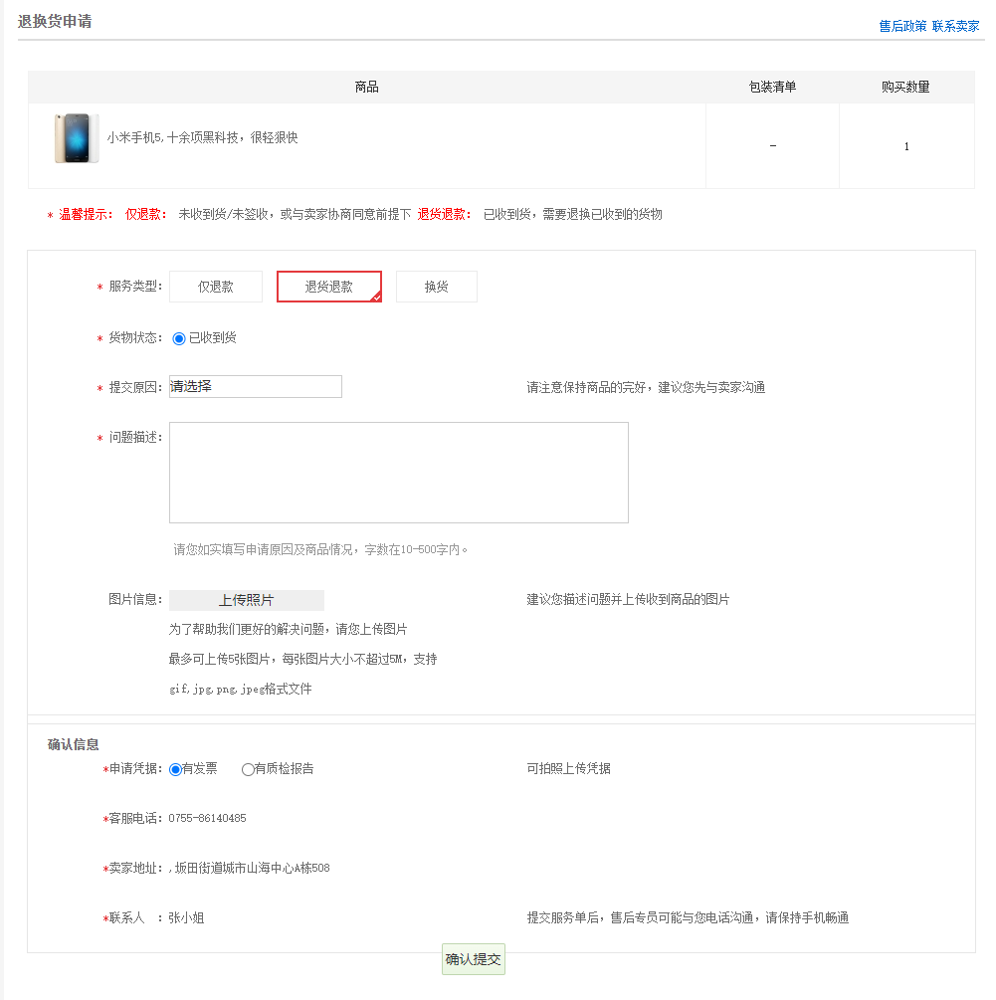 退换货申请
售后政策 联系卖家
商品 包装清单 购买数量
小米手机5,十余项黑科技，很轻狠快 - 1
* 温馨提示： 仅退款： 未收到货/未签收，或与卖家协商同意前提下 退货退款： 已收到货，需要退换已收到的货物
* 服务类型： 仅退款 退货退款 换货
* 货物状态： 已收到货
* 提交原因： 请选择 请注意保持商品的完好，建议您先与卖家沟通
* 问题描述：
请您如实填写申请原因及商品情况，字数在10-500字内。
图片信息： 上传照片 建议您描述问题并上传收到商品的图片
为了帮助我们更好的解决问题，请您上传图片
最多可上传5张图片，每张图片大小不超过5M，支持
gif,jpg,png,jpeg格式文件
确认信息
*申请凭据： 有发票 有质检报告 可拍照上传凭据
*客服电话： 0755-86140485
*卖家地址： ,坂田街道城市山海中心A栋508
*联系人 ： 张小姐 提交服务单后，售后专员可能与您电话沟通，请保持手机畅通
确认提交